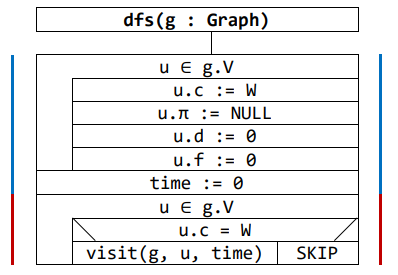 dfs(g : Graph)
u ∈ g.V
u.c := W
u.π := NULL
u.d := 0
u.f := 0
time := 0
u ∈ g.V
u.c = W
visit(g, u, time) SKIP